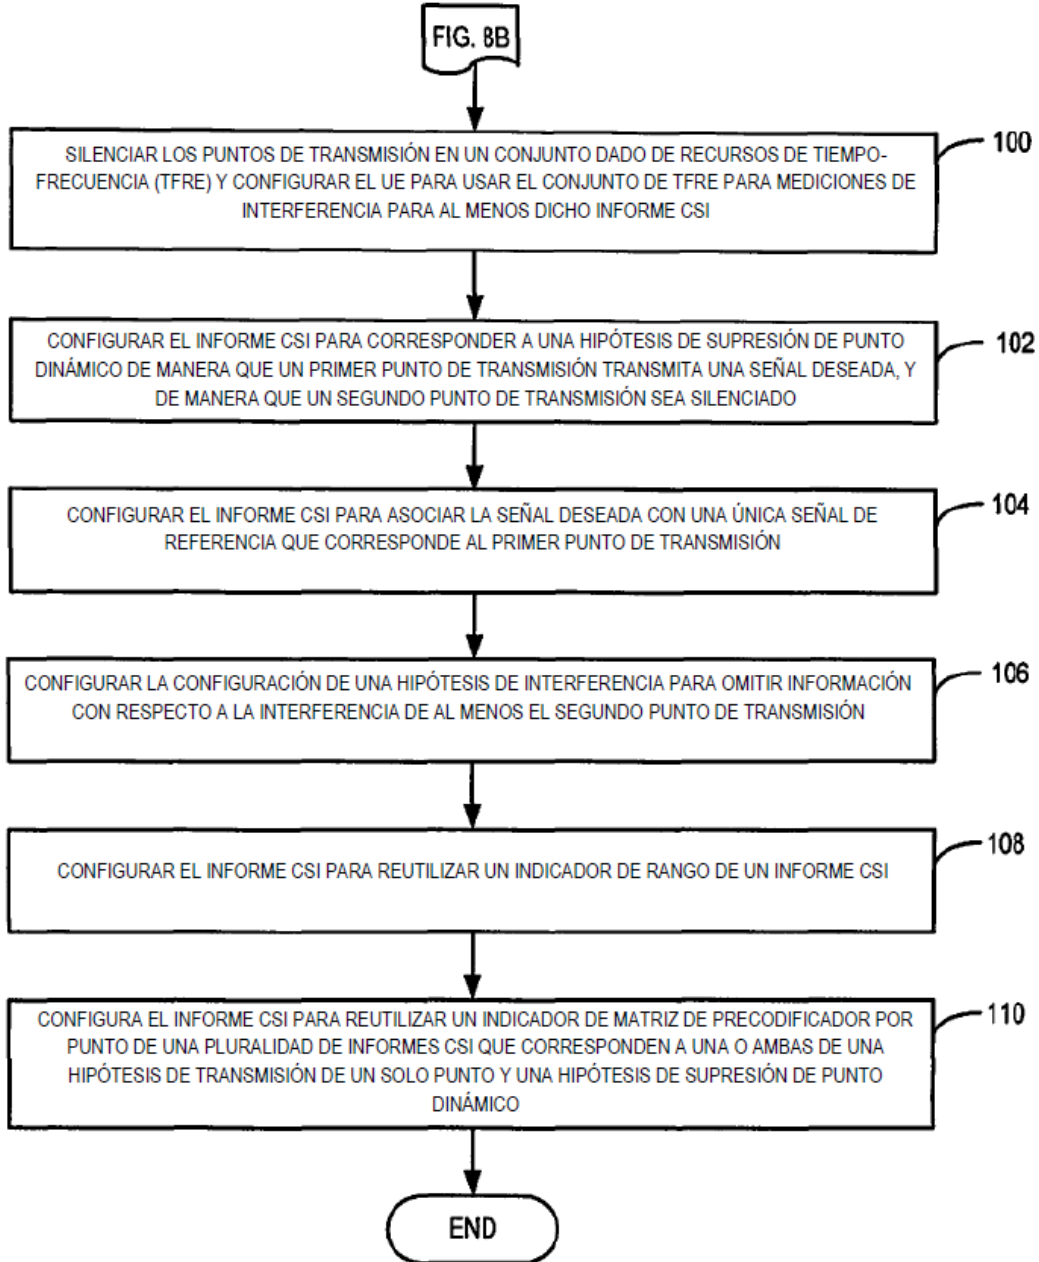 FIG. 8B
SILENCIAR LOS PUNTOS DE TRANSMISIÓN EN UN CONJUNTO DADO DE RECURSOS DE TIEMPO-
FRECUENCIA (TFRE) Y CONFIGURAR EL UE PARA USAR EL CONJUNTO DE TFRE PARA MEDICIONES DE
INTERFERENCIA PARA AL MENOS DICHO INFORME CSI
100
CONFIGURAR EL INFORME CSI PARA CORRESPONDER A UNA HIPÓTESIS DE SUPRESIÓN DE PUNTO
DINÁMICO DE MANERA QUE UN PRIMER PUNTO DE TRANSMISIÓN TRANSMITA UNA SEÑAL DESEADA, Y
DE MANERA QUE UN SEGUNDO PUNTO DE TRANSMISIÓN SEA SILENCIADO
102
CONFIGURAR EL INFORME CSI PARA ASOCIAR LA SEÑAL DESEADA CON UNA ÚNICA SEÑAL DE
REFERENCIA QUE CORRESPONDE AL PRIMER PUNTO DE TRANSMISIÓN
104
CONFIGURAR LA CONFIGURACIÓN DE UNA HIPÓTESIS DE INTERFERENCIA PARA OMITIR INFORMACIÓN
CON RESPECTO A LA INTERFERENCIA DE AL MENOS EL SEGUNDO PUNTO DE TRANSMISIÓN
106
CONFIGURAR EL INFORME CSI PARA REUTILIZAR UN INDICADOR DE RANGO DE UN INFORME CSI
108
CONFIGURA EL INFORME CSI PARA REUTILIZAR UN INDICADOR DE MATRIZ DE PRECODIFICADOR POR
PUNTO DE UNA PLURALIDAD DE INFORMES CSI QUE CORRESPONDEN A UNA O AMBAS DE UNA
HIPÓTESIS DE TRANSMISIÓN DE UN SOLO PUNTO Y UNA HIPÓTESIS DE SUPRESIÓN DE PUNTO
DINÁMICO
110
END